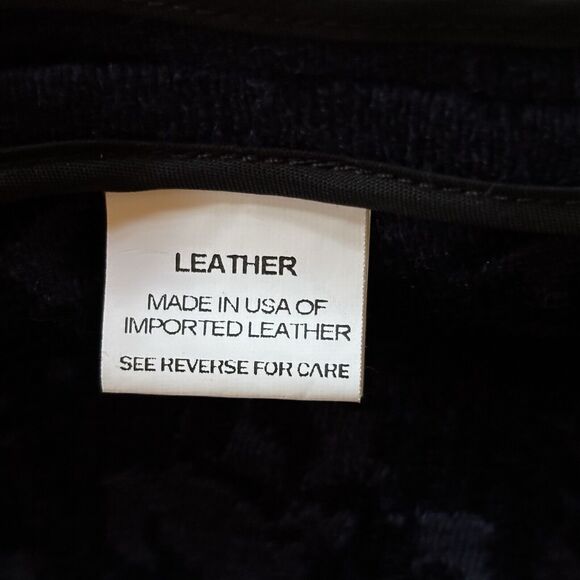 LEATHER
MADE IN USA OF
IMPORTED LEATHER
SEE REVERSE FOR CARE